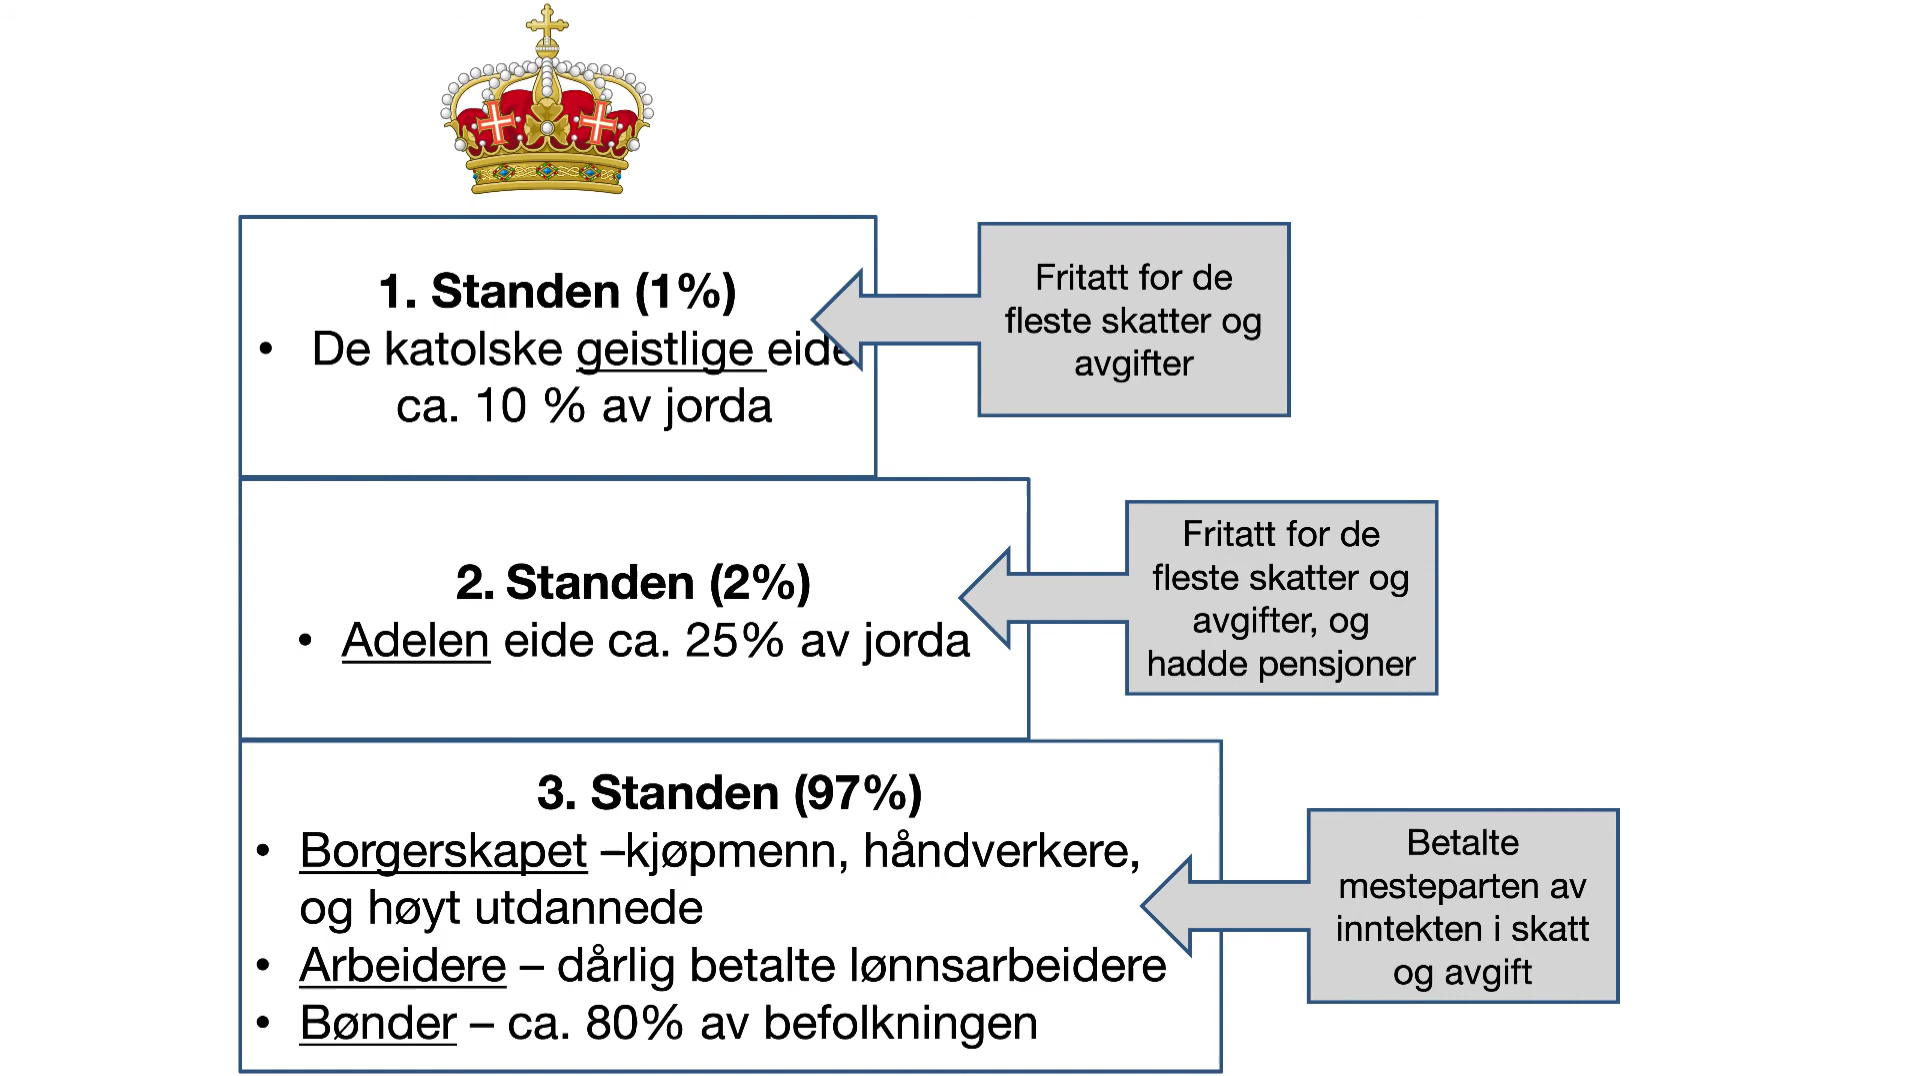 1. Standen (1%)
• De katolske geistlige eide
ca. 10 % av jorda
Fritatt for de
fleste skatter og
avgifter
2. Standen (2%)
• Adelen eide ca. 25% av jorda
Fritatt for de
fleste skatter og
avgifter, og
hadde pensjoner
3. Standen (97%)
• Borgerskapet –kjøpmenn, håndverkere,
og høyt utdannede
• Arbeidere – dårlig betalte lønnsarbeidere
• Bønder – ca. 80% av befolkningen
Betalte
mesteparten av
inntekten i skatt
og avgift